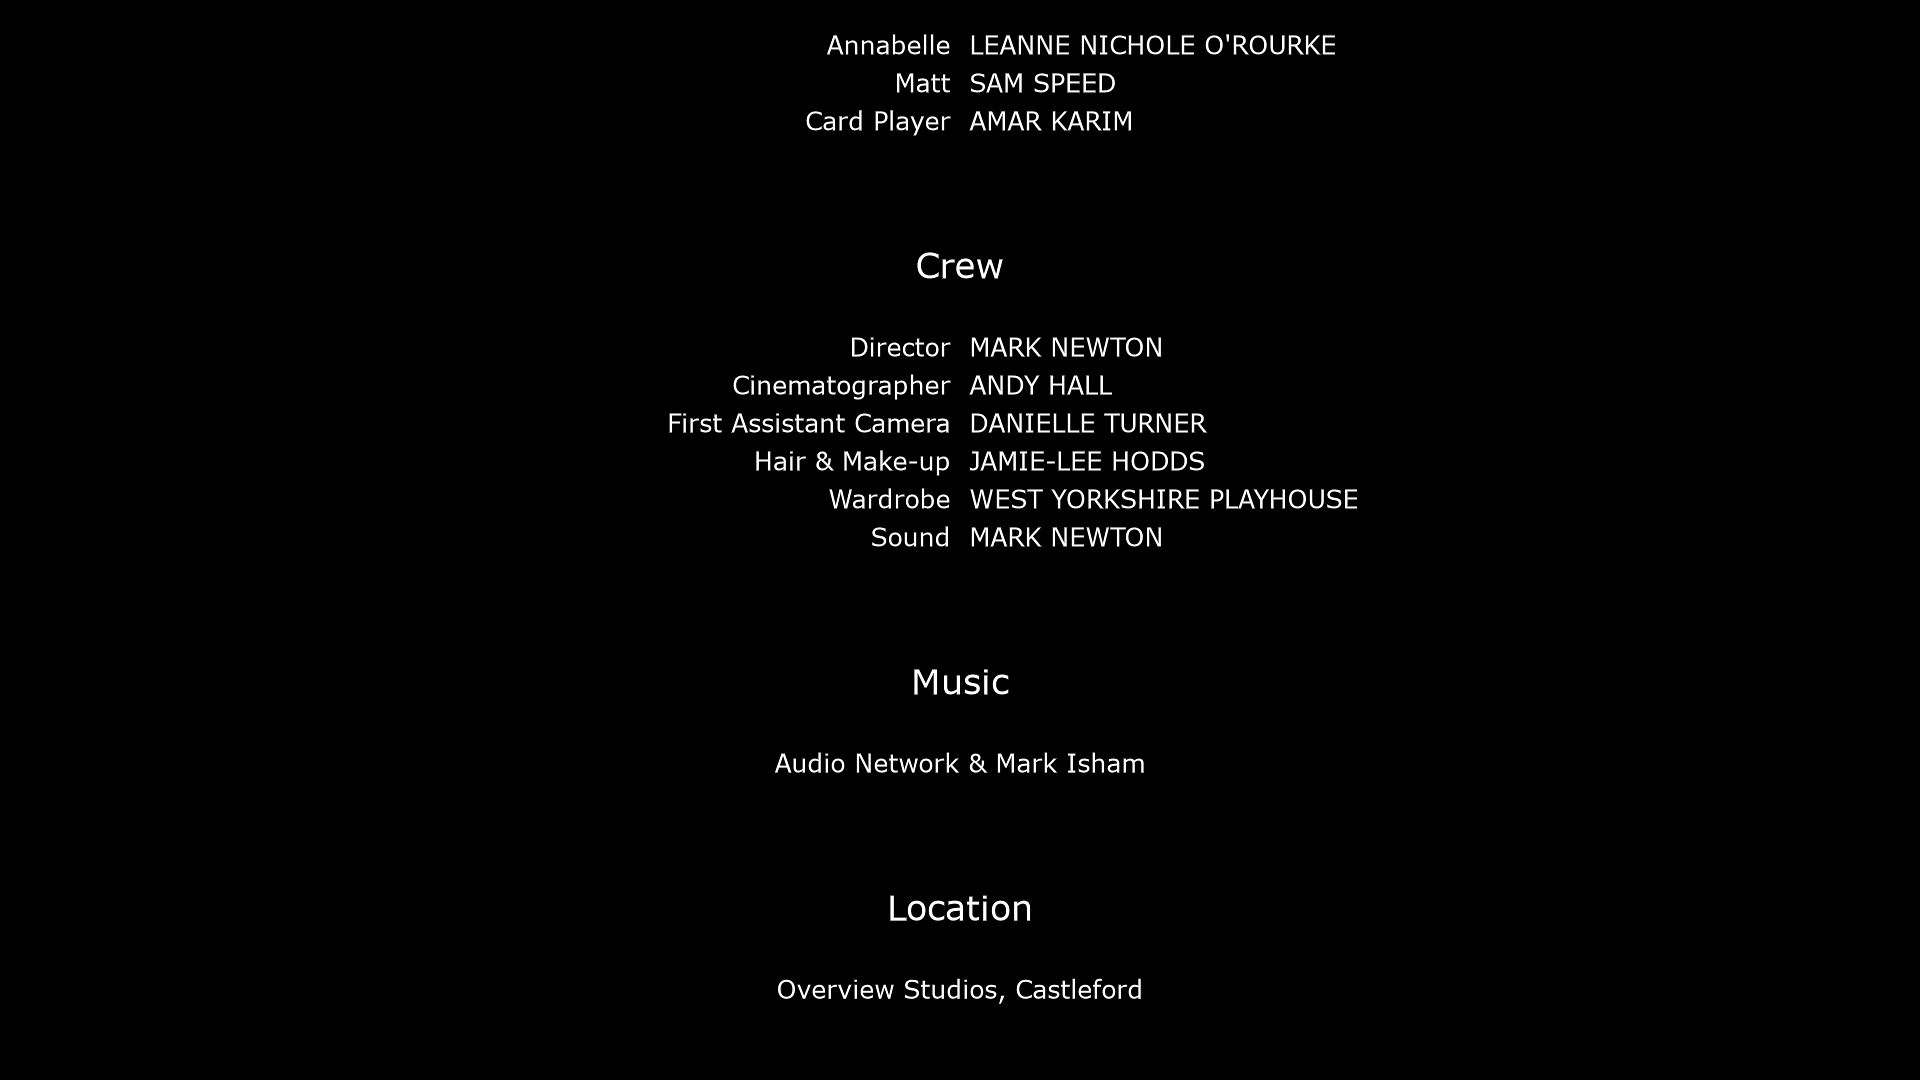 Annabelle LEANNE NICHOLE O'ROURKE
Matt SAM SPEED
Card Player AMAR KARIM
Crew
Director MARK NEWTON
Cinematographer ANDY HALL
First Assistant Camera DANIELLE TURNER
Hair & Make-up JAMIE-LEE HODDS
Wardrobe WEST YORKSHIRE PLAYHOUSE
Sound MARK NEWTON
Music
Audio Network & Mark Isham
Location
Overview Studios, Castleford